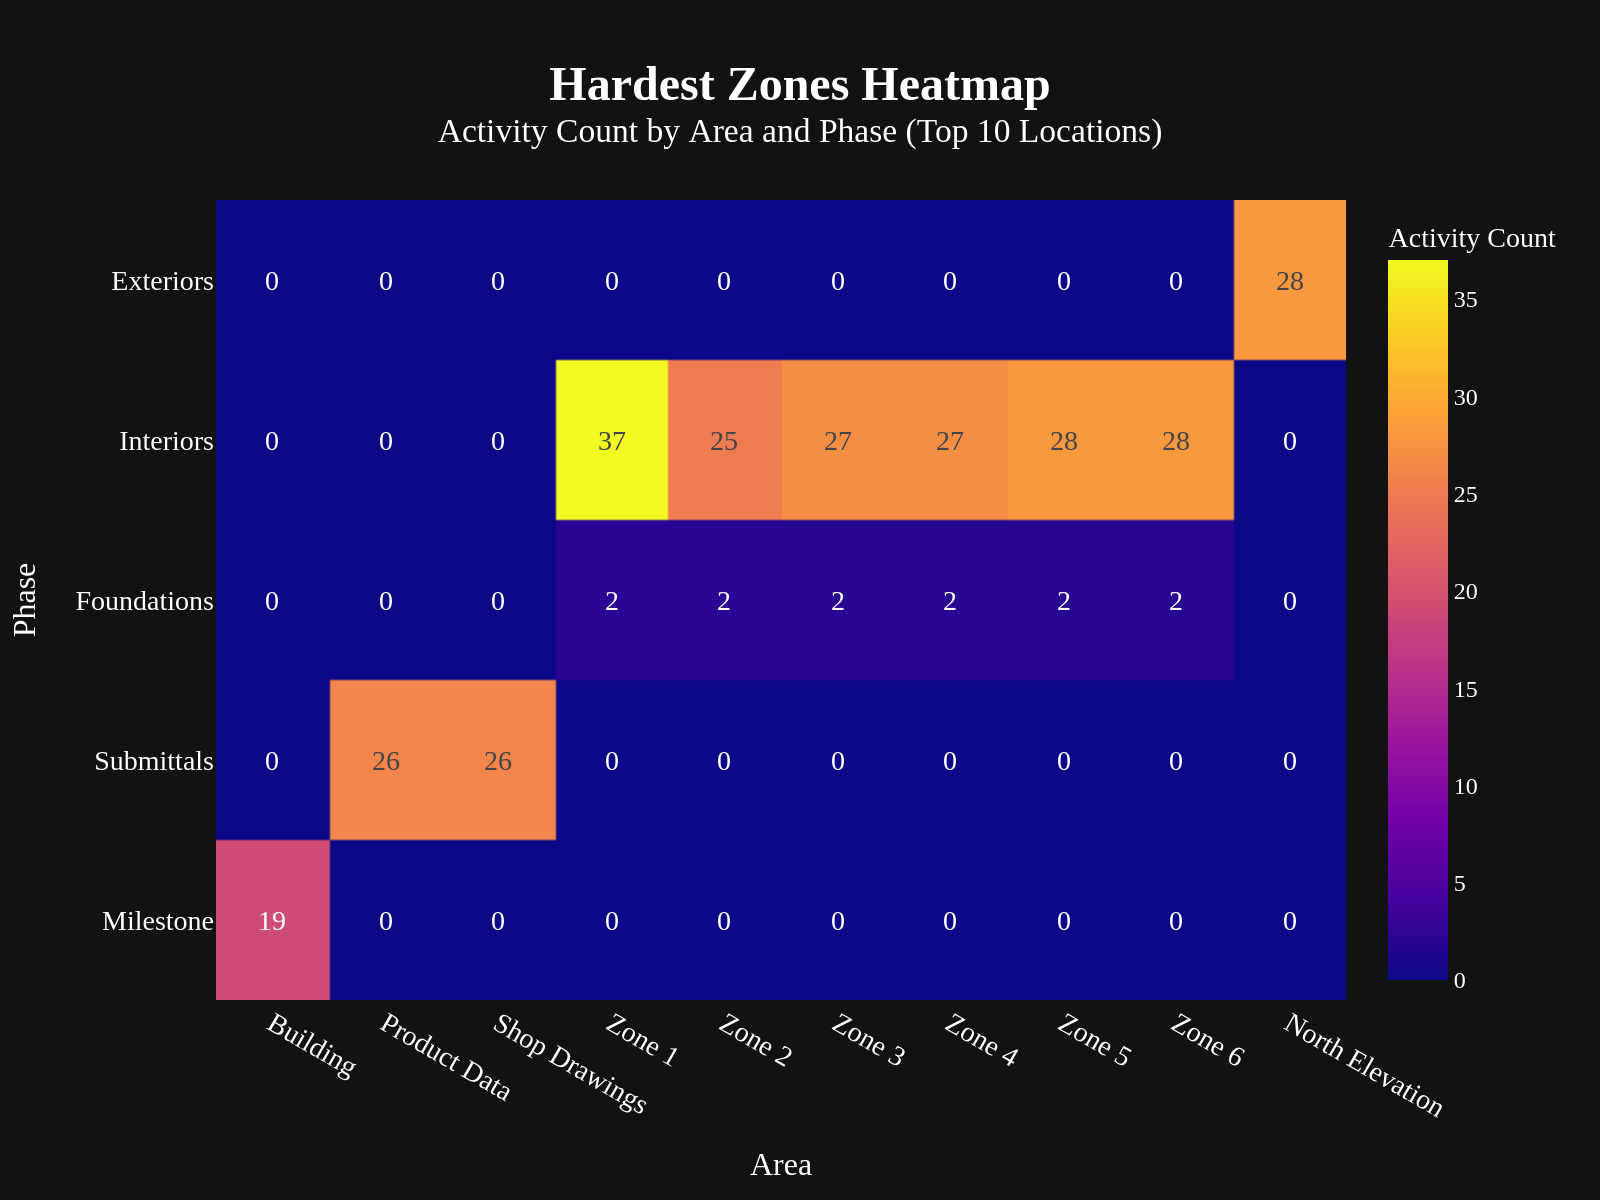 Hardest Zones Heatmap
Activity Count by Area and Phase (Top 10 Locations)
Activity Count
Exteriors 0 0 0 0 0 0 0 0 0 28
Interiors 0 0 0 37 25 27 27 28 28 0
Foundations 0 0 0 2 2 2 2 2 2 0
Submittals 0 26 26 0 0 0 0 0 0 0
Milestone 19 0 0 0 0 0 0 0 0 0
Phase
35
30
25
20
15
10
5
0
Building
Product Data
Shop Drawings
Zone 1
Zone 2
Zone 3
Zone 4
Zone 5
Zone 6
North Elevation
Area